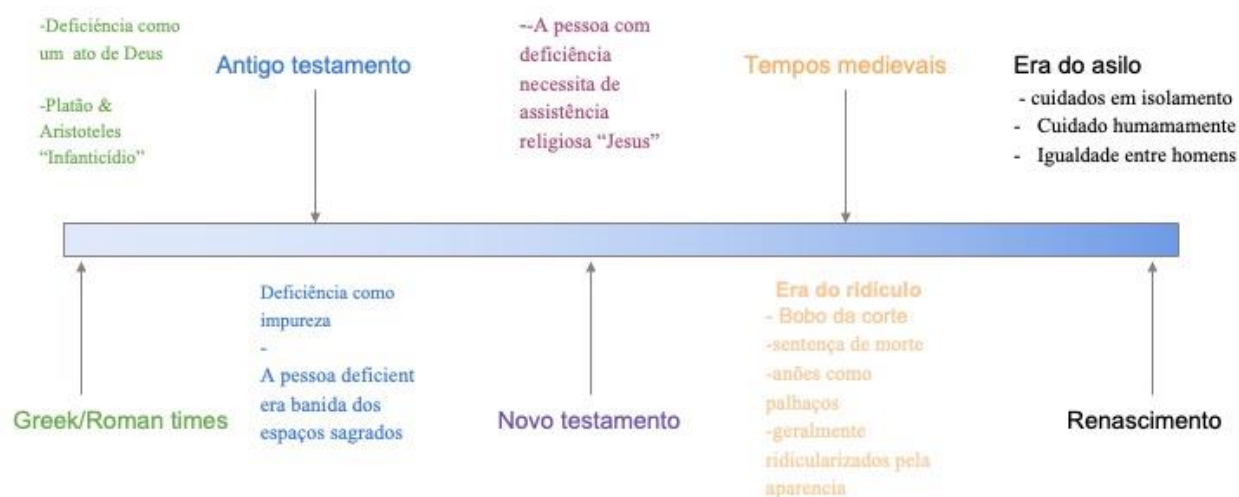 -Deficiência como
um ato de Deus
-Platão &
Aristoteles
“Infanticídio”
Greek/Roman times
Antigo testamento
Deficiência como
impureza
-
A pessoa deficient
era banida dos
espaços sagrados
--A pessoa com
deficiência
necessita de
assistência
religiosa “Jesus”
Novo testamento
Tempos medievais
Era do ridículo
- Bobo da corte
-sentença de morte
-anões como
palhaços
-geralmente
ridicularizados pela
aparencia
Era do asilo
- cuidados em isolamento
- Cuidado humamamente
- Igualdade entre homens
Renascimento